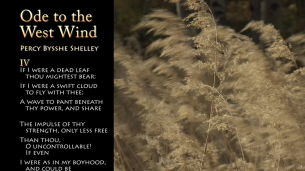 Ode to the
West Wind
Percy Bysshe Shelley
IV
If I were a dead leaf
thou mightest bear;
If I were a swift cloud
to fly with thee;
A wave to pant beneath
thy power, and share
The impulse of thy
strength, only less free
Than thou,
O uncontrollable!
If even
I were as in my boyhood,
and could be